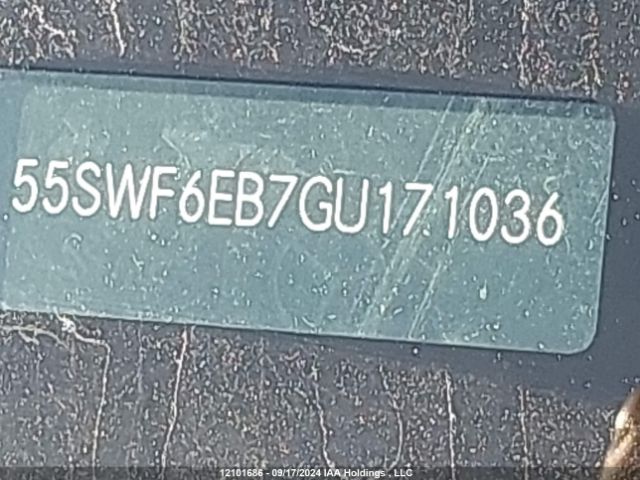 55SWF6EB7GU171036
12101686 - 09/17/2024 IAA Holdings , LLC